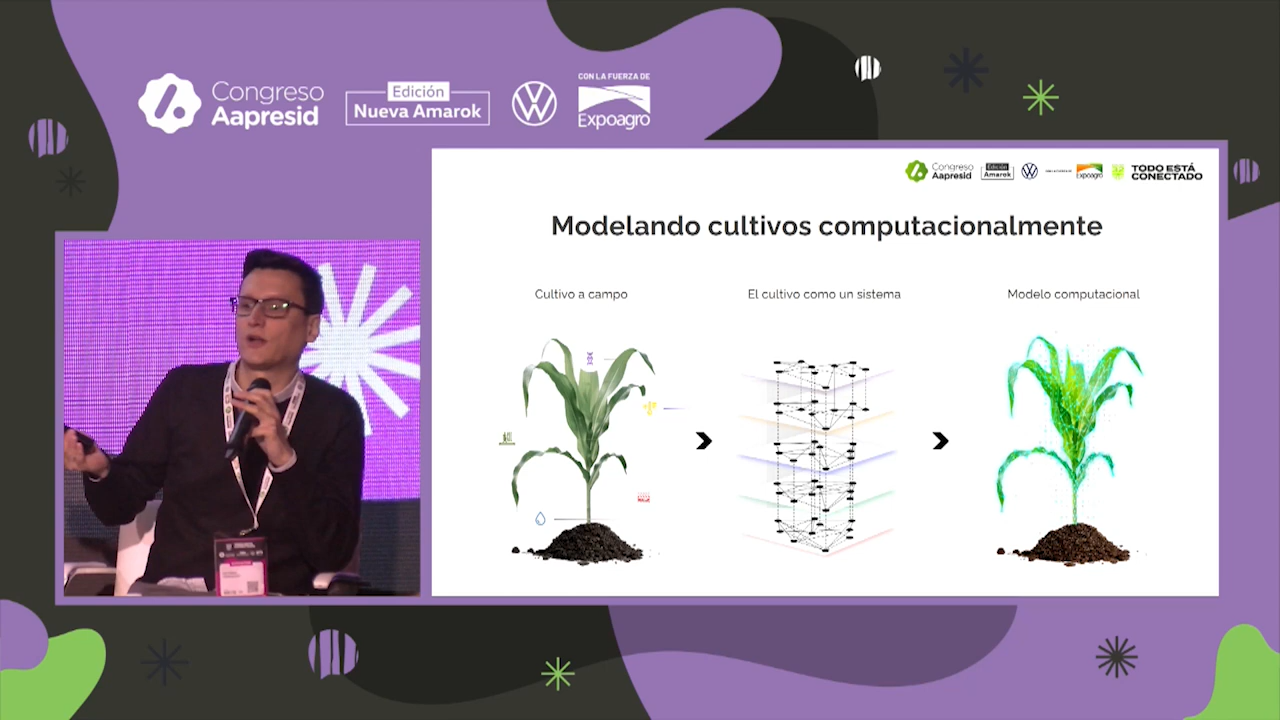 Congreso
Aapresid
Edición
Nueva Amarok
CON LA FUERZA DE
Expoagro
Congreso
Aapresid
Edición
Amarok
Expoagro
TODO ESTÁ
CONECTADO
Modelando cultivos computacionalmente
Cultivo a campo
El cultivo como un sistema
Modelo computacional